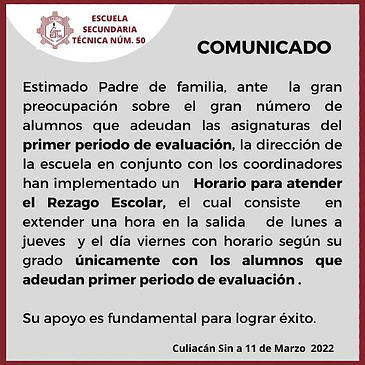 ESCUELA
SECUNDARIA
TÉCNICA NÚM. 50
COMUNICADO
Estimado Padre de familia, ante la gran
preocupación sobre el gran número de
alumnos que adeudan las asignaturas del
primer periodo de evaluación, la dirección de
la escuela en conjunto con los coordinadores
han implementado un Horario para atender
el Rezago Escolar, el cual consiste en
extender una hora en la salida de lunes a
jueves y el día viernes con horario según su
grado únicamente con los alumnos que
adeudan primer periodo de evaluación .
Su apoyo es fundamental para lograr éxito.
Culiacán Sin a 11 de Marzo 2022